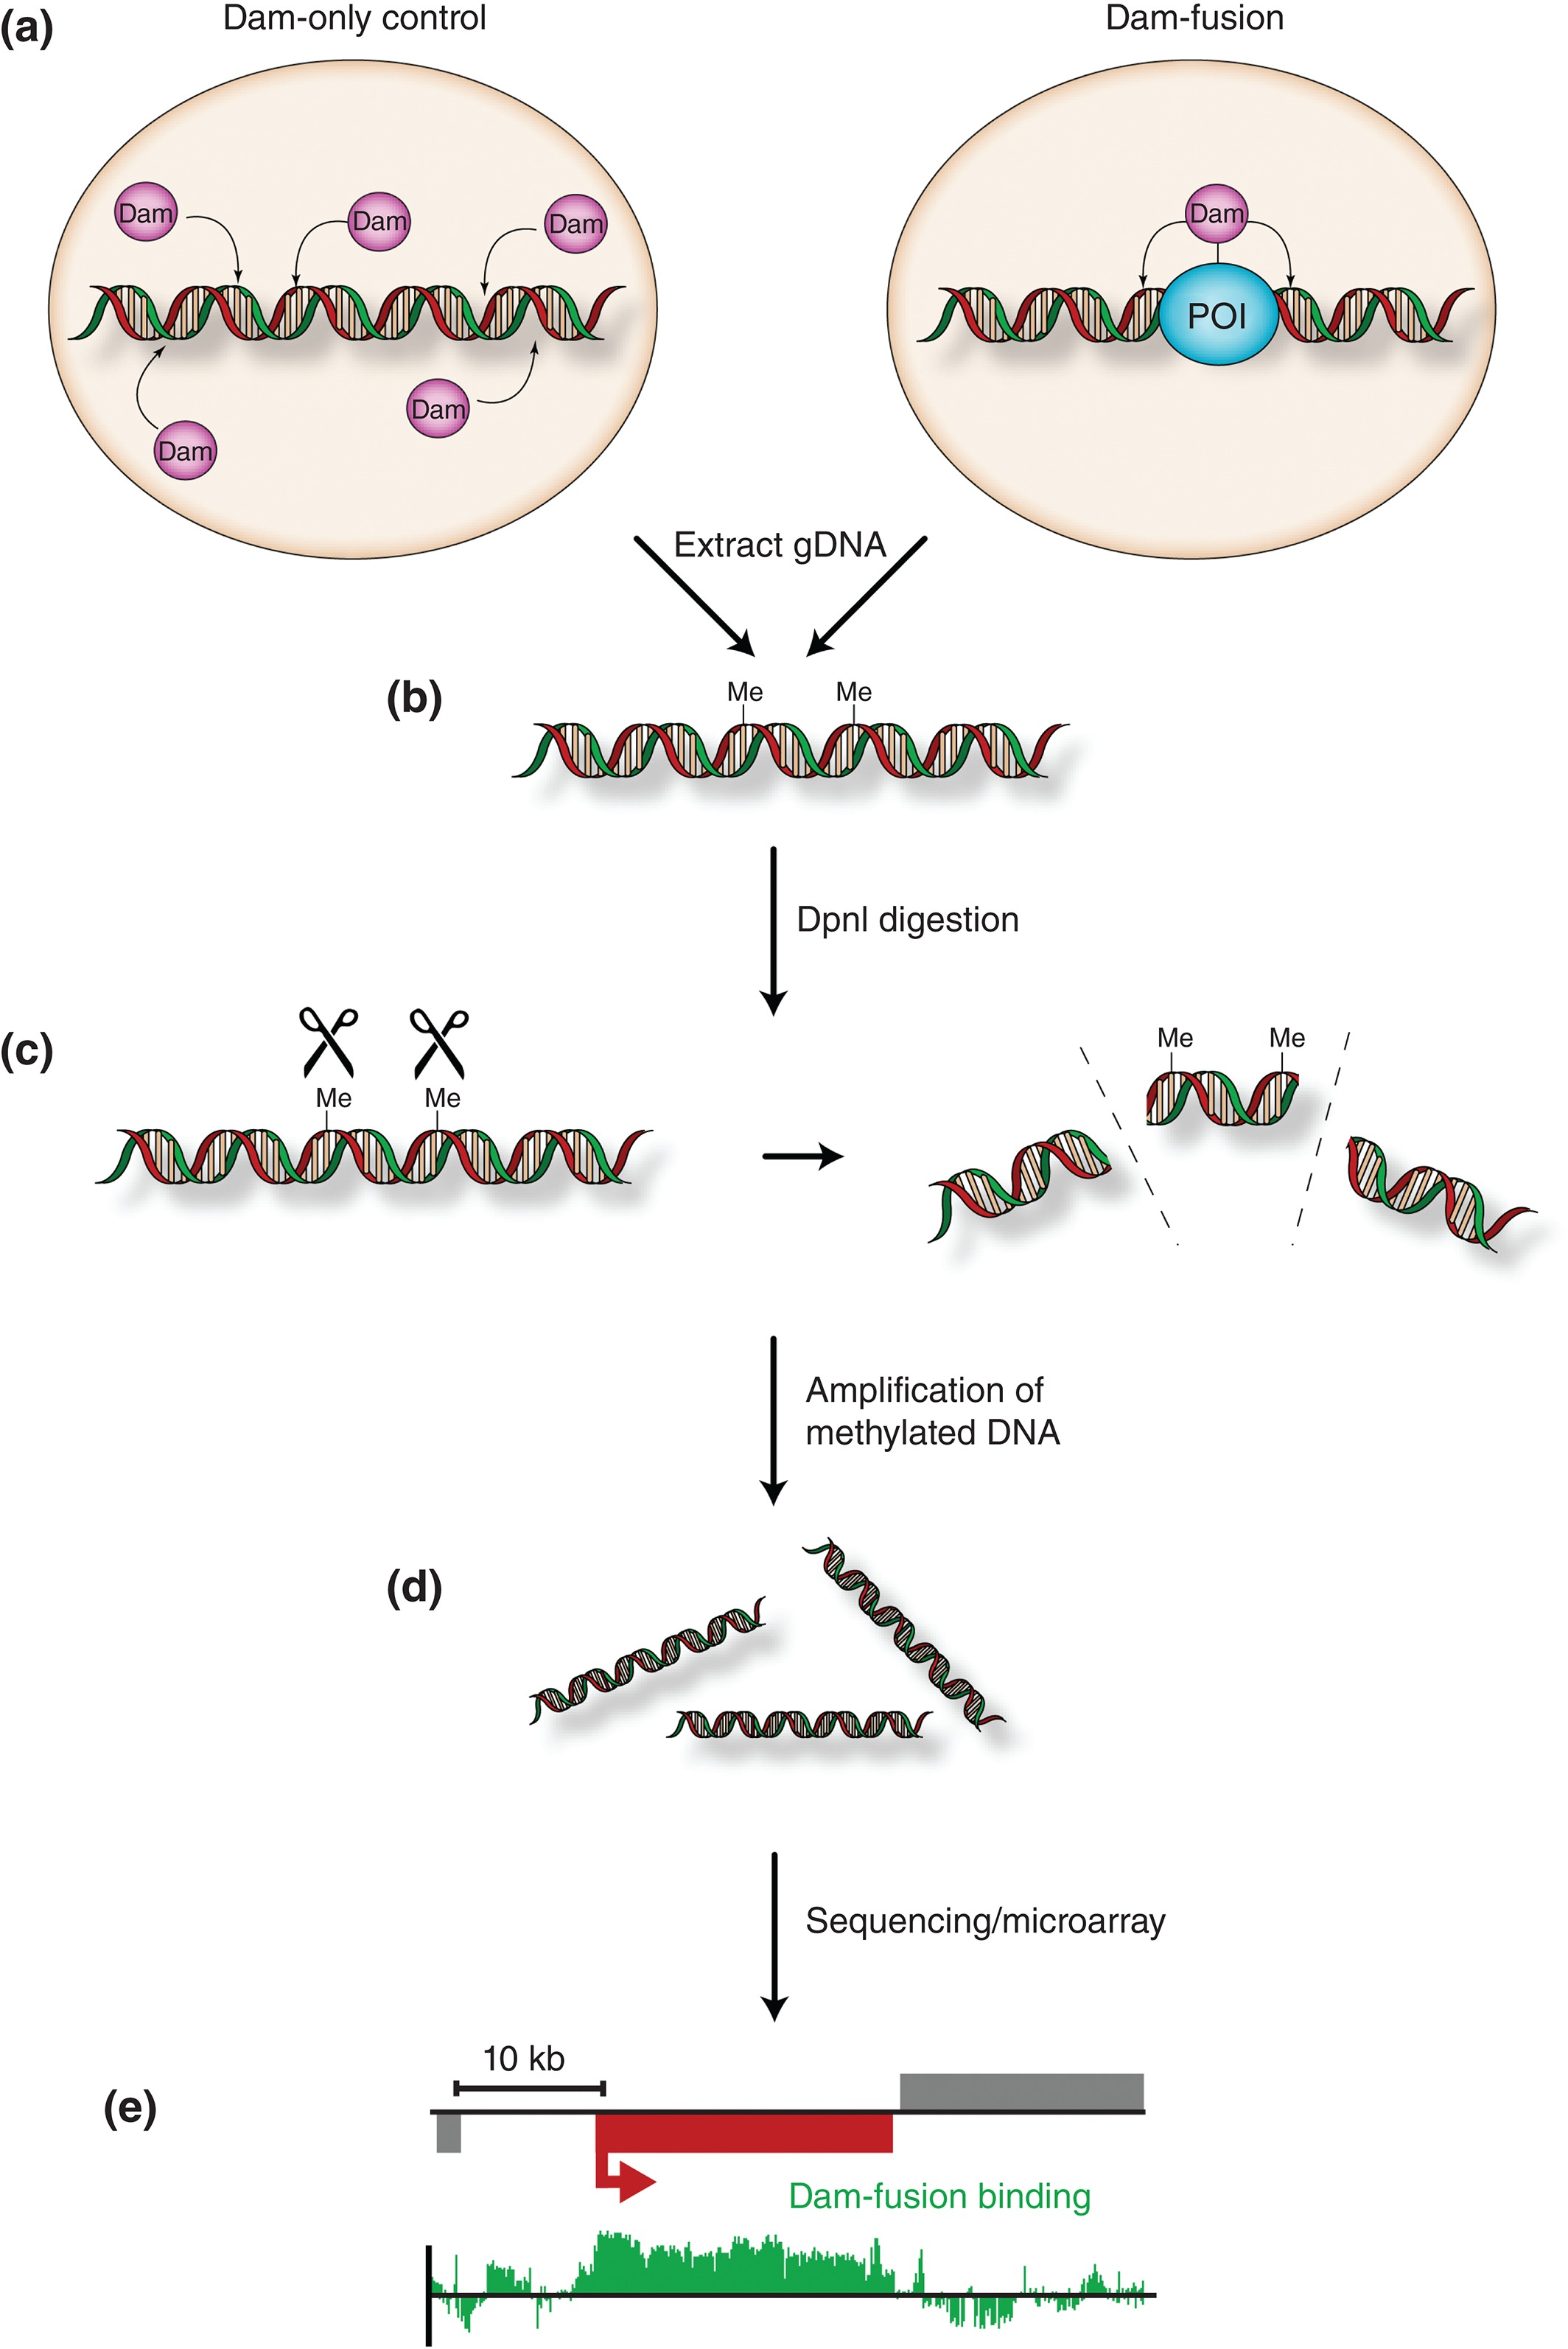 (a)
Dam-only control
Dam-fusion
Dam
Dam
Dam
Dam
POI
Dam
Dam
Extract gDNA
(b)
Me
Me
DpnI digestion
(c)
Me
Me
Me
Me
Amplification of
methylated DNA
(d)
Sequencing/microarray
10 kb
(e)
Dam-fusion binding